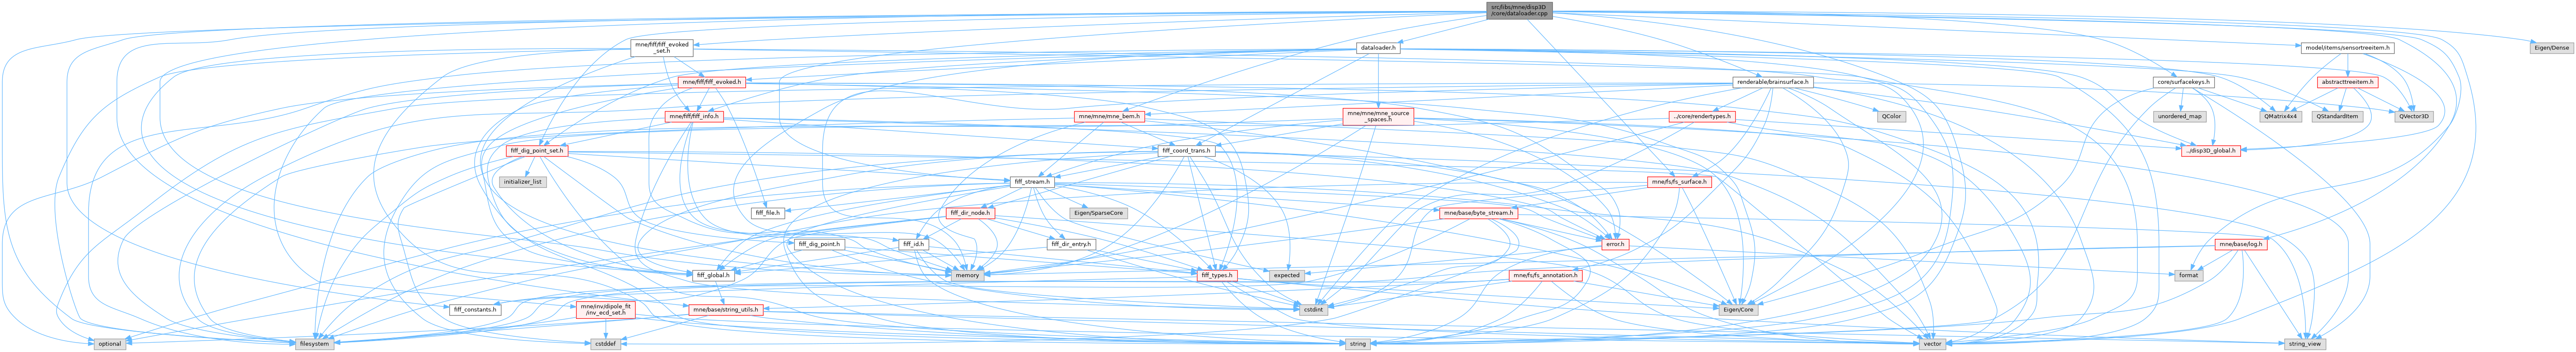 src/libs/mne/disp3D
/core/dataloader.cpp
mne/fiff/fiff_evoked
_set.h
dataloader.h
model/items/sensortreeitem.h
Eigen/Dense
mne/fiff/fiff_evoked.h
renderable/brainsurface.h
core/surfacekeys.h
abstracttreeitem.h
mne/fiff/fiff_info.h
mne/mne/mne_bem.h
mne/mne/mne_source
_spaces.h
../core/rendertypes.h
QColor
unordered_map
QMatrix4x4
QStandardItem
QVector3D
fiff_dig_point_set.h
fiff_coord_trans.h
../disp3D_global.h
initializer_list
fiff_stream.h
mne/fs/fs_surface.h
fiff_file.h
fiff_dir_node.h
Eigen/SparseCore
mne/base/byte_stream.h
fiff_dig_point.h
fiff_id.h
fiff_dir_entry.h
error.h
mne/base/log.h
fiff_global.h
memory
fiff_types.h
expected
mne/fs/fs_annotation.h
format
fiff_constants.h
mne/inv/dipole_fit
/inv_ecd_set.h
mne/base/string_utils.h
cstdint
Eigen/Core
optional
filesystem
cstddef
string
vector
string_view